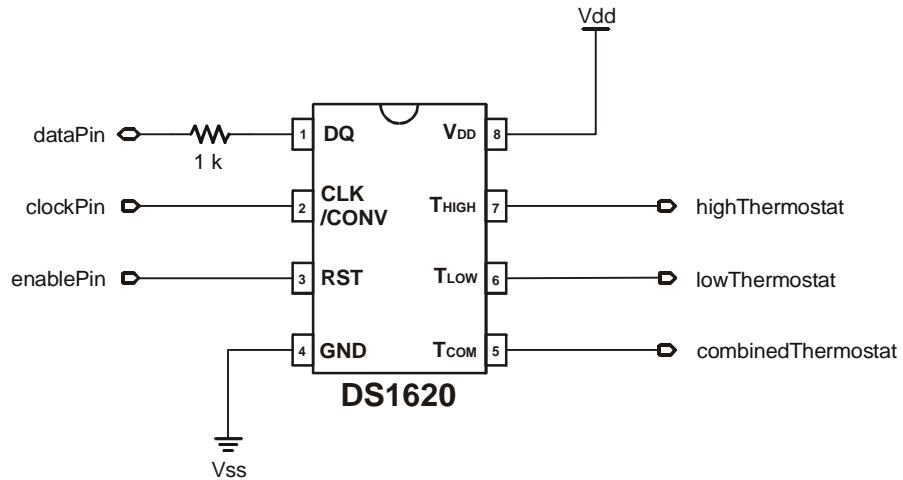 Vdd
dataPin
1 k
1
DQ
VDD
8
clockPin
2
CLK
/CONV
THIGH
7
highThermostat
enablePin
3
RST
TLOW
6
lowThermostat
4
GND
TCOM
5
combinedThermostat
DS1620
Vss